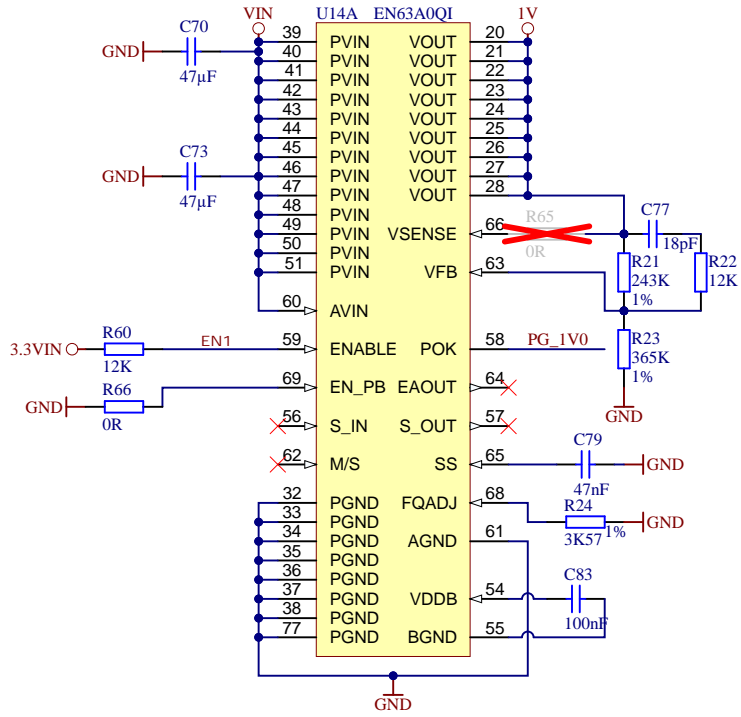 VIN U14A EN63A0QI 1V
C70 39 PVIN VOUT 20
GND 40 PVIN VOUT 21
47µF 41 PVIN VOUT 22
42 PVIN VOUT 23
43 PVIN VOUT 24
44 PVIN VOUT 25
C73 45 PVIN VOUT 26
GND 46 PVIN VOUT 27
47µF 47 PVIN VOUT 28
48 PVIN R65 C77
49 PVIN VSENSE 66 18pF
50 PVIN 0R R21 R22
51 PVIN VFB 63 243K 12K
1%
60 AVIN
R60 R23
3.3VIN EN1 59 ENABLE POK 58 PG_1V0 365K
12K 1%
R66 69 EN_PB EAOUT 64
GND GND
0R 56 S_IN S_OUT 57
C79
62 M/S SS 65 GND
47nF
32 PGND FQADJ 68 R24
33 PGND GND
34 PGND AGND 61 3K57 1%
35 PGND
36 PGND C83
37 PGND VDDB 54
38 PGND 100nF
77 PGND BGND 55
GND